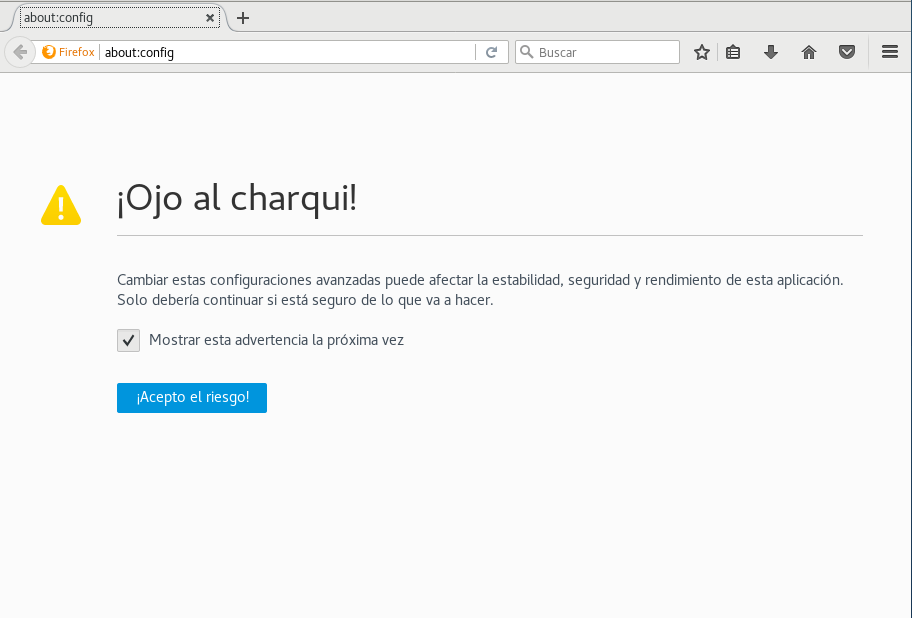 about:config
Firefox about:config Buscar
¡Ojo al charqui!
Cambiar estas configuraciones avanzadas puede afectar la estabilidad, seguridad y rendimiento de esta aplicación.
Solo debería continuar si está seguro de lo que va a hacer.
Mostrar esta advertencia la próxima vez
¡Acepto el riesgo!